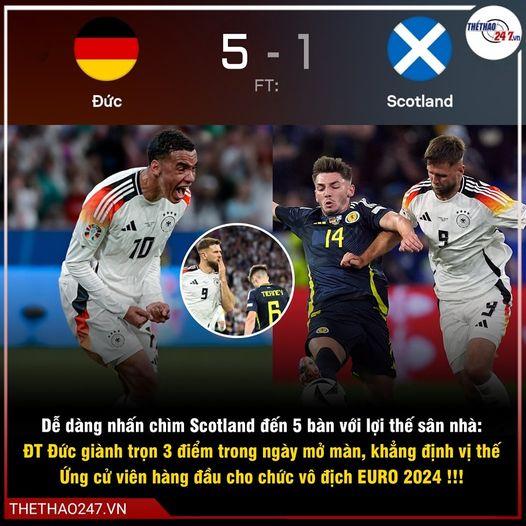 5 - 1
THỂTHAO
247.vn
Đức
FT:
Scotland
10
14
9
9
9
TIERNEY
6
Dễ dàng nhấn chìm Scotland đến 5 bàn với lợi thế sân nhà:
ĐT Đức giành trọn 3 điểm trong ngày mở màn, khẳng định vị thế
Ứng cử viên hàng đầu cho chức vô địch EURO 2024 !!!
THETHAO247.VN